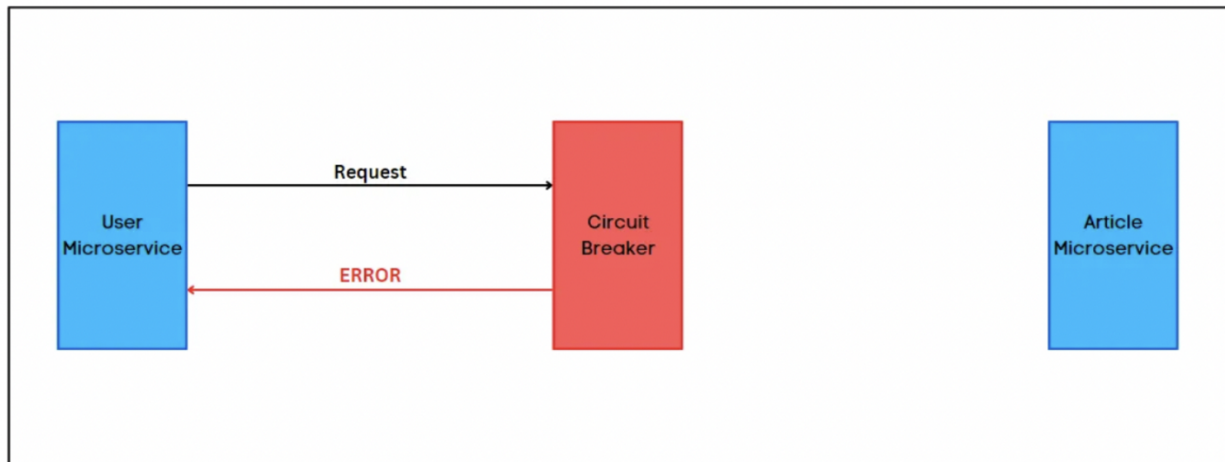 Request
User
Microservice
Circuit
Breaker
Article
Microservice
ERROR